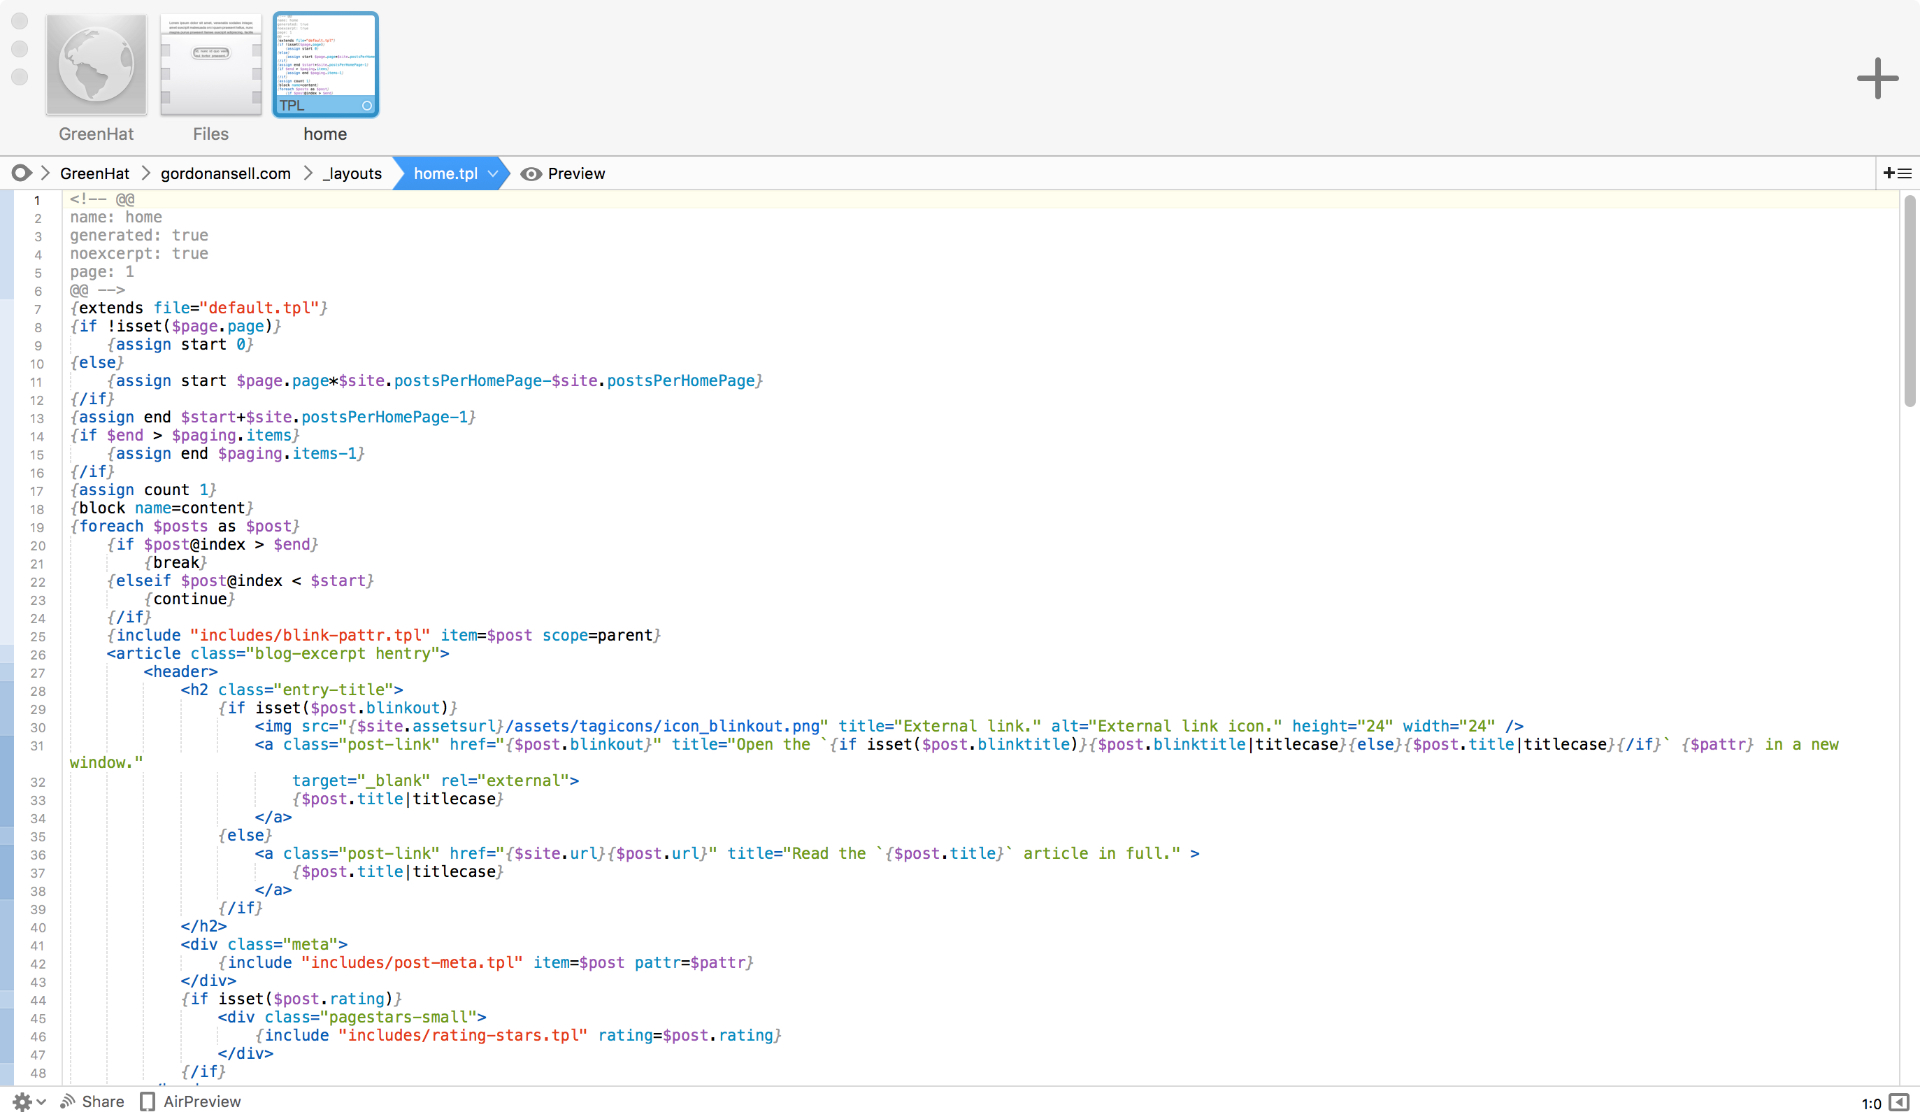 TPL
GreenHat
Files
home
GreenHat
gordonansell.com
_layouts
home.tpl
Preview
1 <!-- @@
2 name: home
3 generated: true
4 noexcerpt: true
5 page: 1
6 @@ -->
7 {extends file="default.tpl"}
8 {if !isset($page.page)}
9 {assign start 0}
10 {else}
11 {assign start $page.page*$site.postsPerHomePage-$site.postsPerHomePage}
12 {/if}
13 {assign end $start+$site.postsPerHomePage-1}
14 {if $end > $paging.items}
15 {assign end $paging.items-1}
16 {/if}
17 {assign count 1}
18 {block name=content}
19 {foreach $posts as $post}
20 {if $post@index > $end}
21 {break}
22 {elseif $post@index < $start}
23 {continue}
24 {/if}
25 {include "includes/blink-pattr.tpl" item=$post scope=parent}
26 <article class="blog-excerpt hentry">
27 <header>
28 <h2 class="entry-title">
29 {if isset($post.blinkout)}
30 <img src="{$site.assetsurl}/assets/tagicons/icon_blinkout.png" title="External link." alt="External link icon." height="24" width="24" />
31 <a class="post-link" href="{$post.blinkout}" title="Open the `{if isset($post.blinktitle)}{$post.blinktitle|titlecase}{else}{$post.title|titlecase}{/if}` {$pattr} in a new
window."
32 target="_blank" rel="external">
33 {$post.title|titlecase}
34 </a>
35 {else}
36 <a class="post-link" href="{$site.url}{$post.url}" title="Read the `{$post.title}` article in full." >
37 {$post.title|titlecase}
38 </a>
39 {/if}
40 </h2>
41 <div class="meta">
42 {include "includes/post-meta.tpl" item=$post pattr=$pattr}
43 </div>
44 {if isset($post.rating)}
45 <div class="pagestars-small">
46 {include "includes/rating-stars.tpl" rating=$post.rating}
47 </div>
48 {/if}
Share
AirPreview
1:0